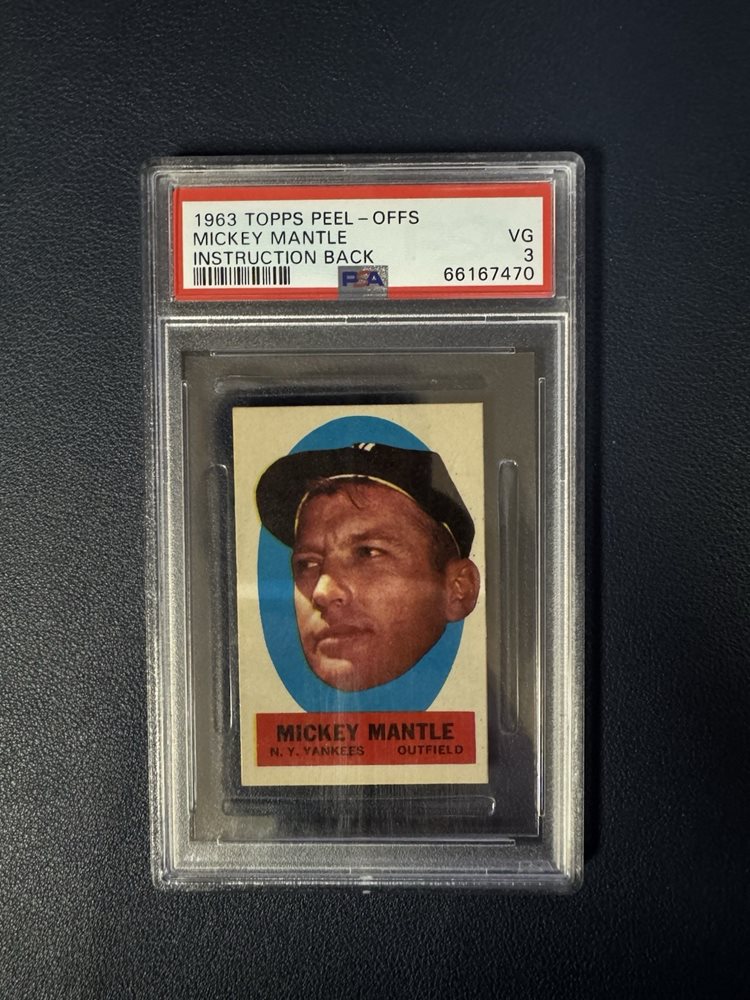 1963 TOPPS PEEL-OFFS
MICKEY MANTLE VG
INSTRUCTION BACK 3
PSA 66167470
MICKEY MANTLE
N. Y. YANKEES OUTFIELD